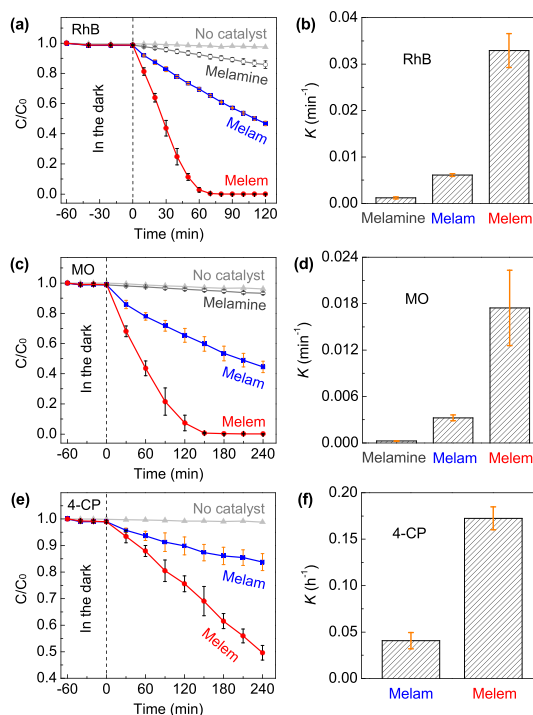 (a)
RhB
No catalyst
Melamine
Melam
Melem
In the dark
C/C₀
1.0
0.8
0.6
0.4
0.2
0.0
-60 -30 0 30 60 90 120
Time (min)
(b)
RhB
K (min⁻¹)
0.04
0.03
0.02
0.01
0.00
Melamine Melam Melem
(c)
MO
No catalyst
Melamine
Melam
Melem
In the dark
C/C₀
1.0
0.8
0.6
0.4
0.2
0.0
-60 0 60 120 180 240
Time (min)
(d)
MO
K (min⁻¹)
0.024
0.018
0.012
0.006
0.000
Melamine Melam Melem
(e)
4-CP
No catalyst
Melam
Melem
In the dark
C/C₀
1.0
0.9
0.8
0.7
0.6
0.5
0.4
-60 0 60 120 180 240
Time (min)
(f)
4-CP
K (h⁻¹)
0.20
0.15
0.10
0.05
0.00
Melam Melem